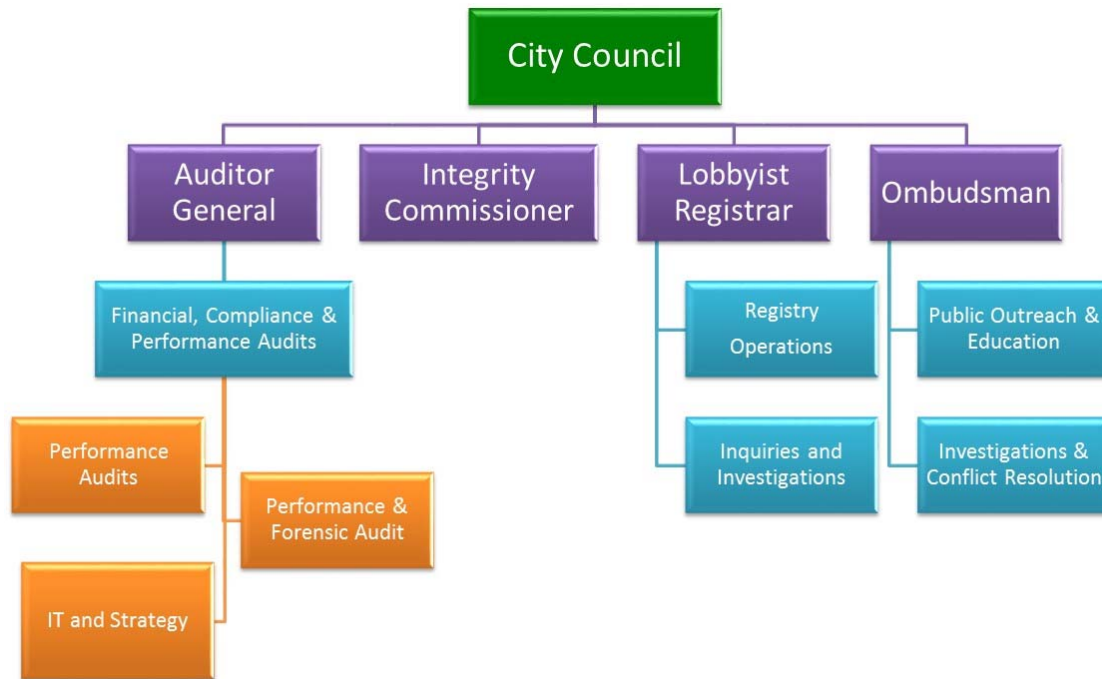 City Council
Auditor
General
Integrity
Commissioner
Lobbyist
Registrar
Ombudsman
Financial, Compliance &
Performance Audits
Registry
Operations
Public Outreach &
Education
Performance
Audits
Inquiries and
Investigations
Investigations &
Conflict Resolution
Performance &
Forensic Audit
IT and Strategy